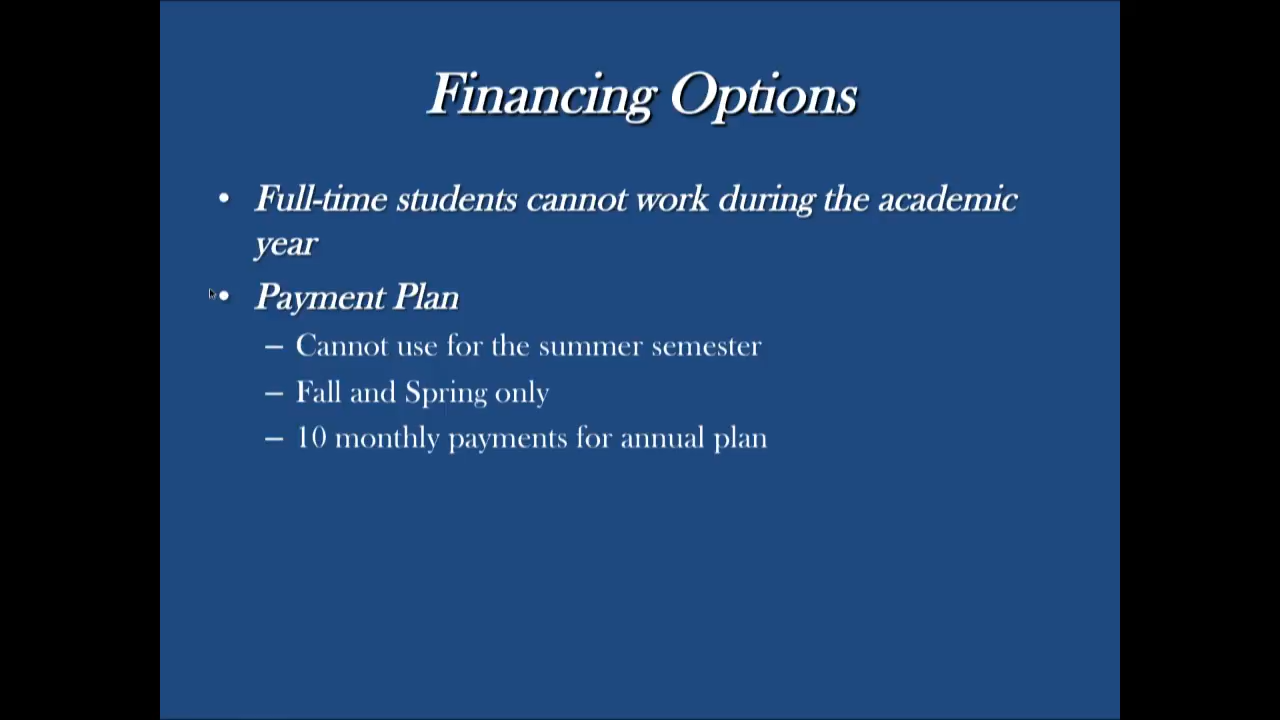 Financing Options
• Full-time students cannot work during the academic
year
• Payment Plan
– Cannot use for the summer semester
– Fall and Spring only
– 10 monthly payments for annual plan